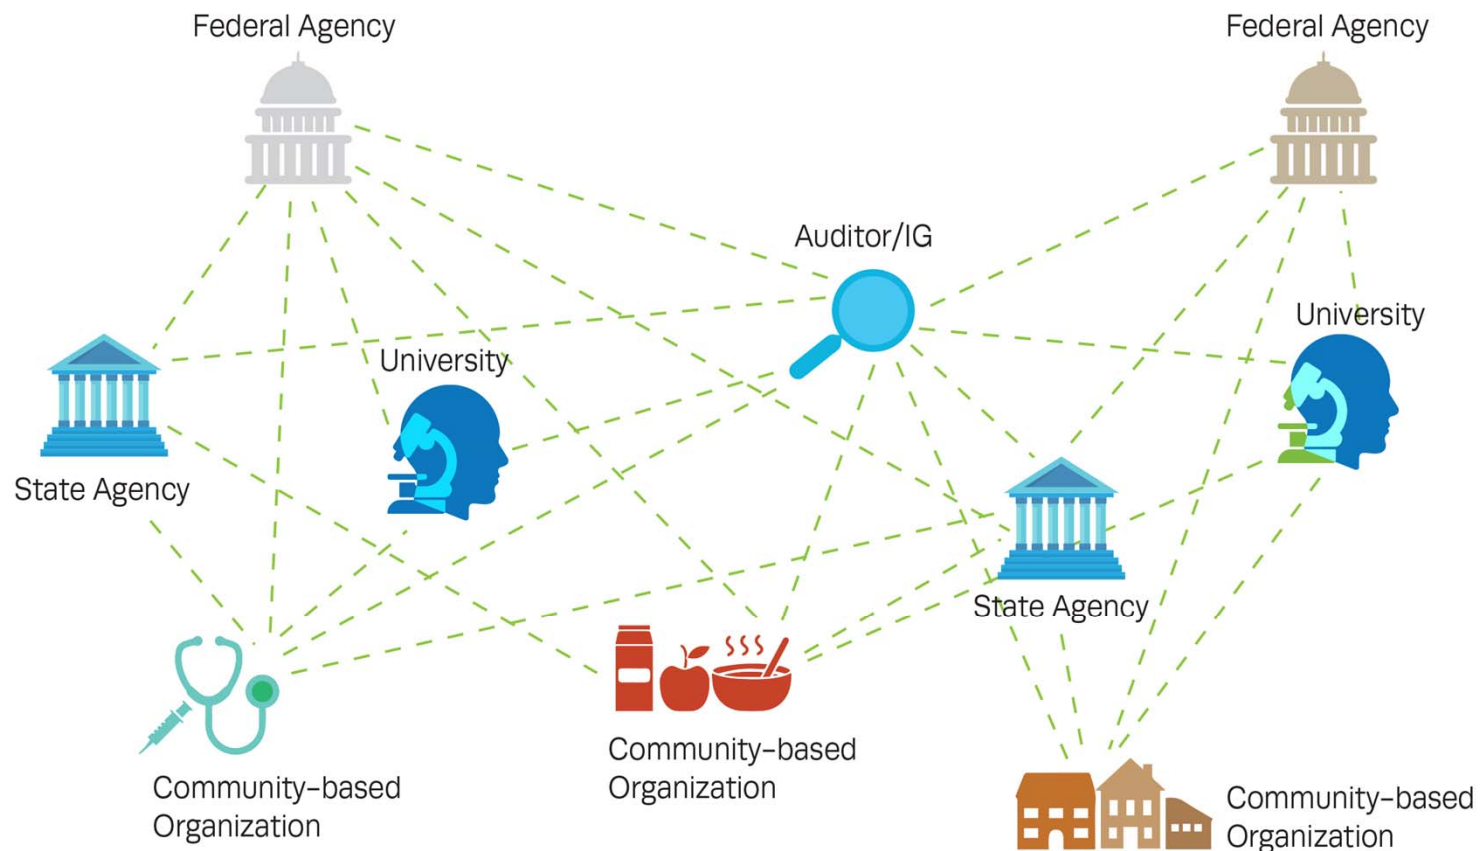 Federal Agency
Federal Agency
Auditor/IG
University
University
State Agency
State Agency
Community-based
Organization
Community-based
Organization
Community-based
Organization